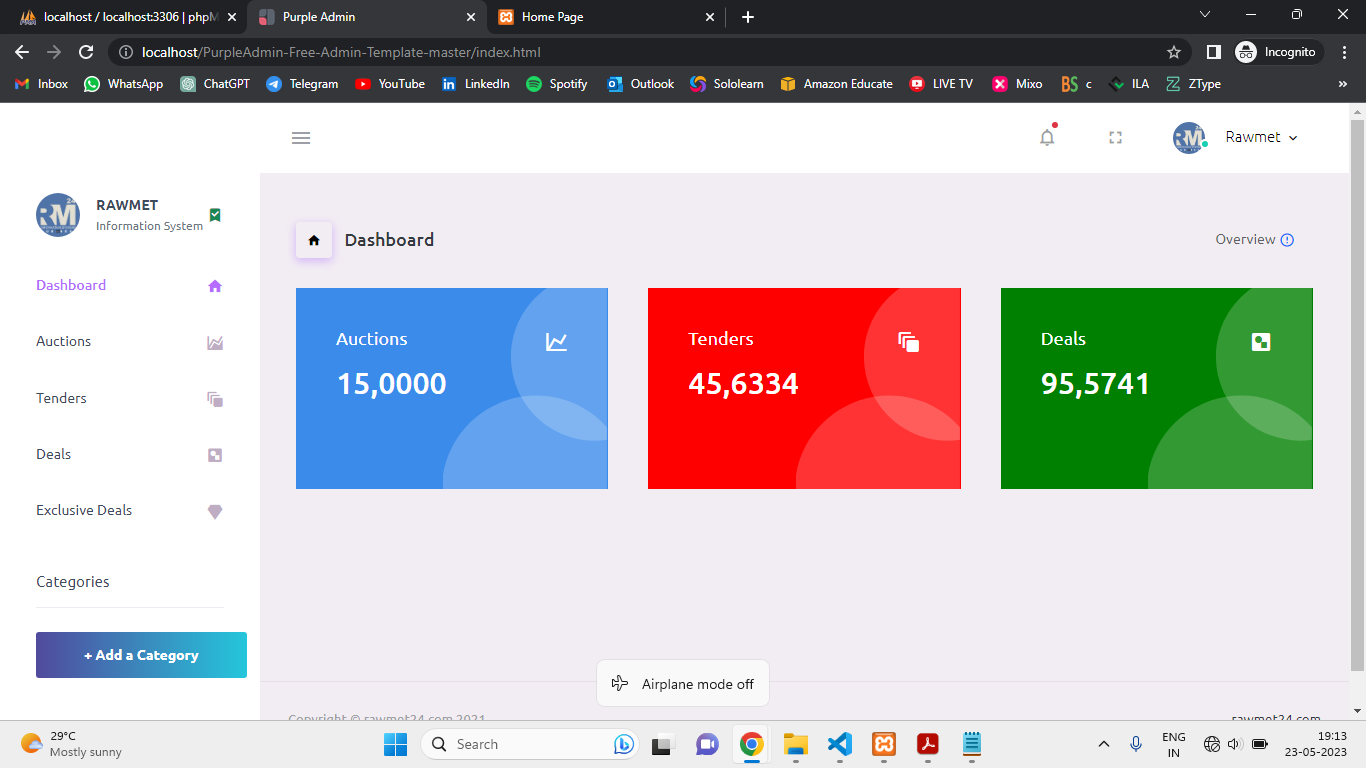 localhost / localhost:3306 | phpM
Purple Admin
Home Page
localhost/PurpleAdmin-Free-Admin-Template-master/index.html
Incognito
Inbox
WhatsApp
ChatGPT
Telegram
YouTube
LinkedIn
Spotify
Outlook
Sololearn
Amazon Educate
LIVE TV
Mixo
BS c
ILA
ZType
»
Rawmet
RAWMET
Information System
Dashboard
Auctions
Tenders
Deals
Exclusive Deals
Categories
+ Add a Category
Dashboard
Overview
Auctions
15,0000
Tenders
45,6334
Deals
95,5741
Airplane mode off
Copyright © rawmet24.com 2021
rawmet24.com
29°C
Mostly sunny
Search
ENG
IN
19:13
23-05-2023